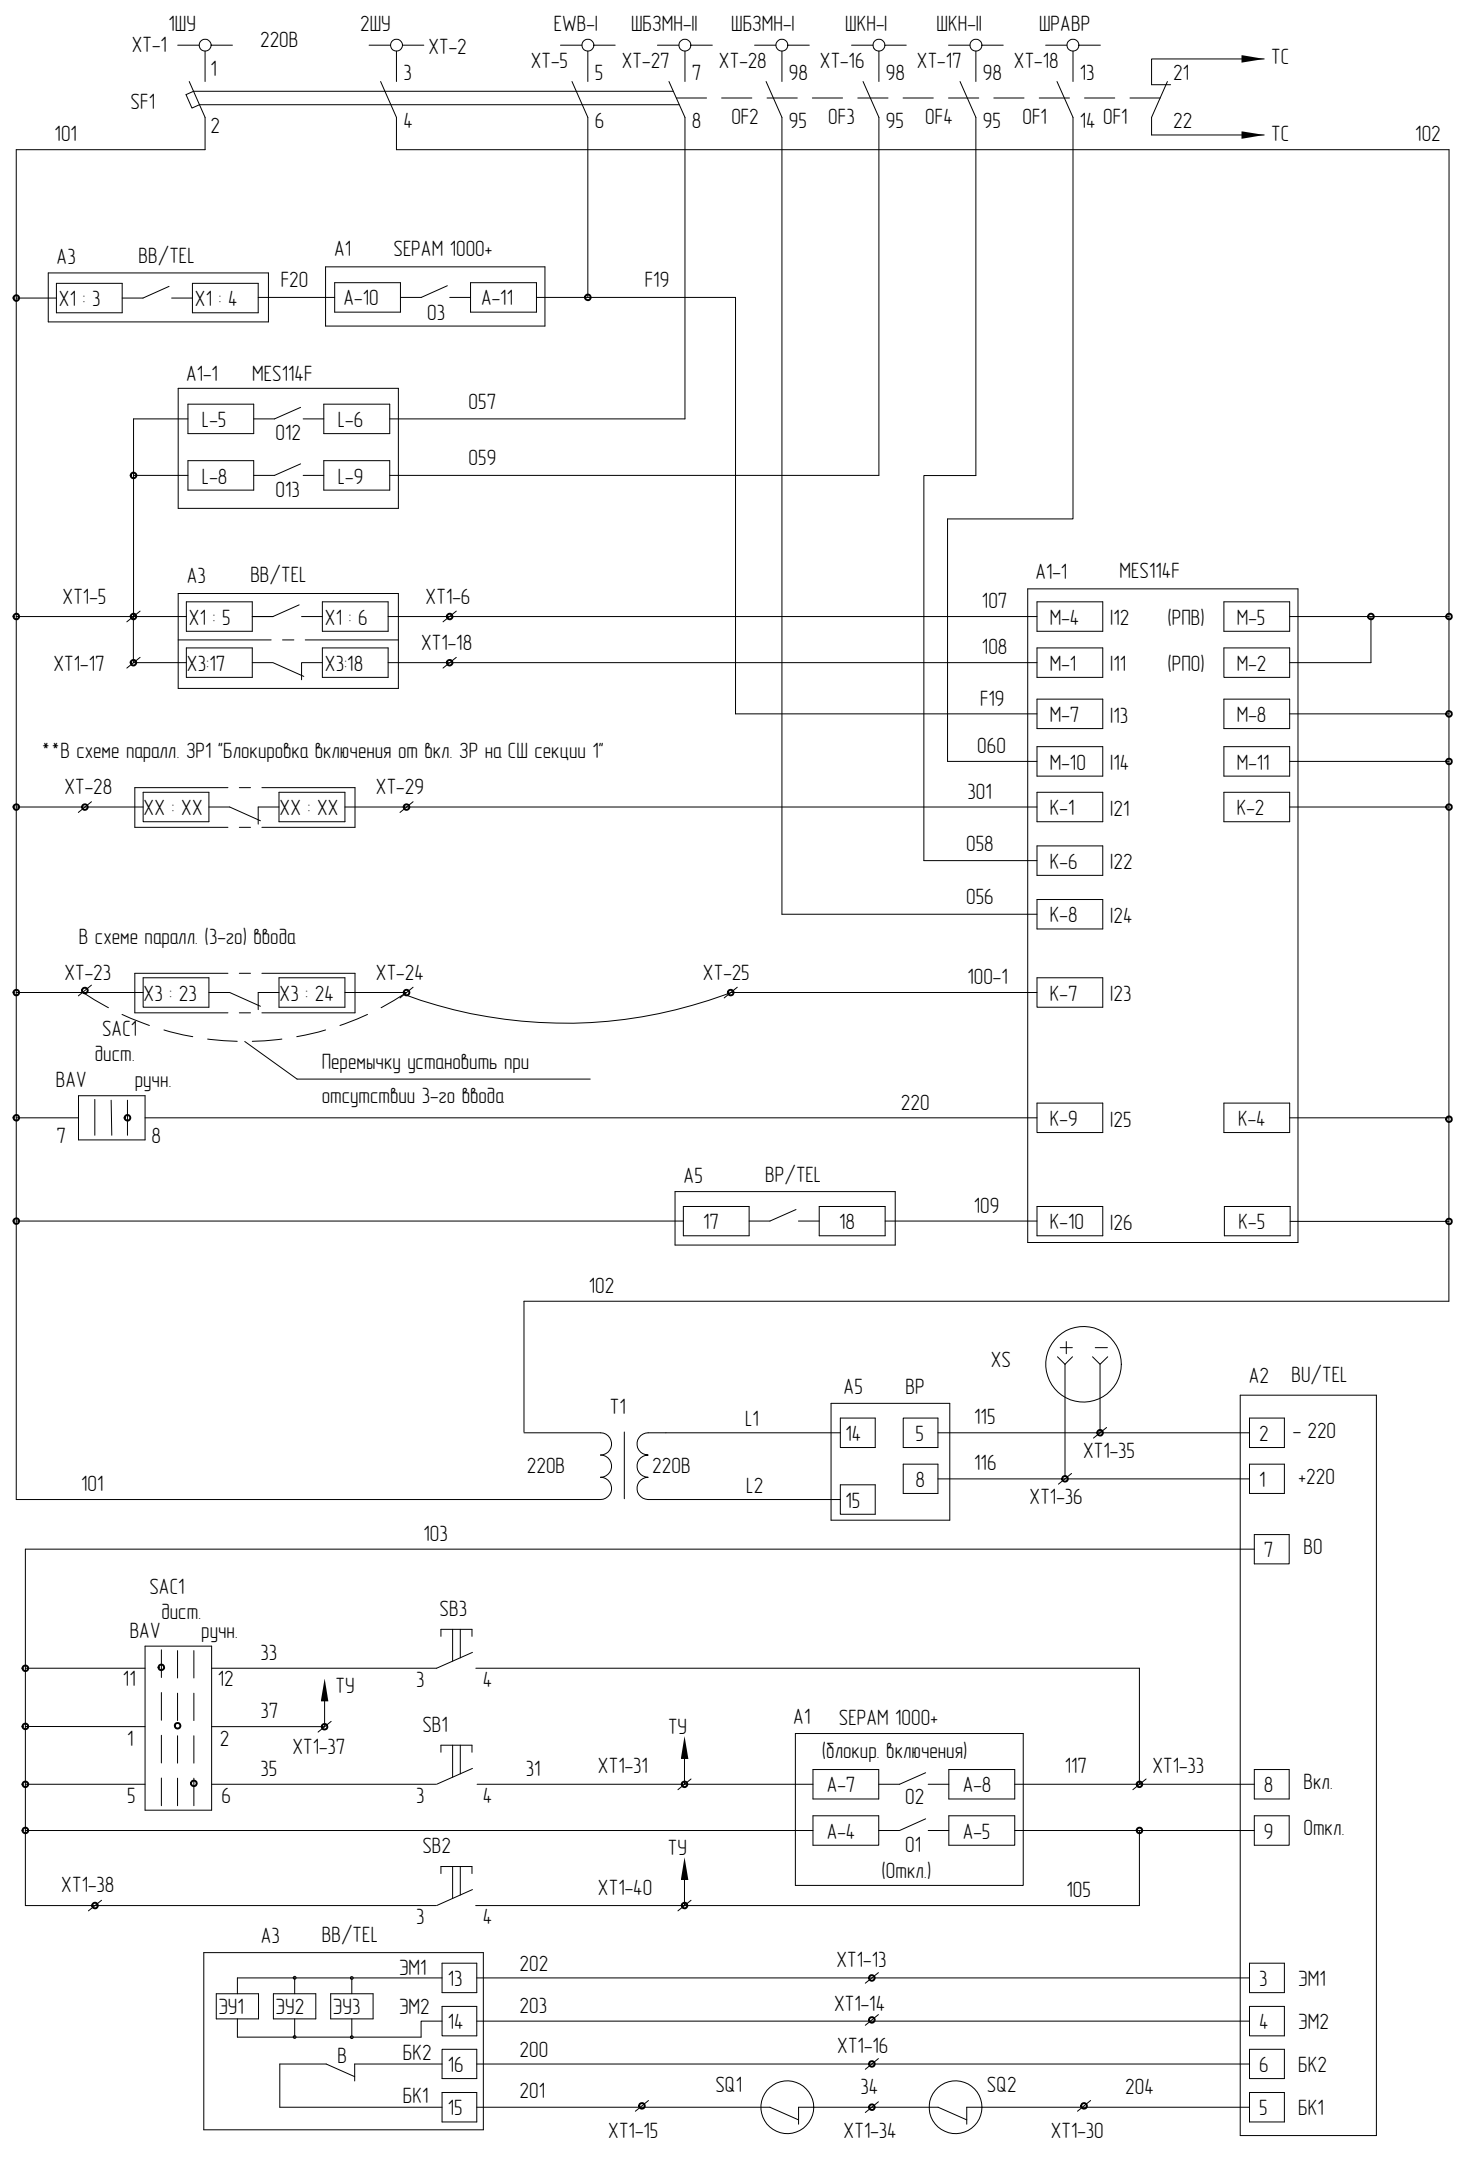 1ШУ 2ШУ EWB-I ШБЗМН-II ШБЗМН-I ШКН-I ШКН-II ШРАВР
XT-1 220В XT-2 XT-5 XT-27 XT-28 XT-16 XT-17 XT-18 ТС
1 3 5 7 98 98 98 13 21
SF1
2 4 6 8 OF2 95 OF3 95 OF4 95 OF1 14 OF1 22 ТС
101 102
A3 BB/TEL A1 SEPAM 1000+
X1 : 3 X1 : 4 F20 A-10 O3 A-11 F19
A1-1 MES114F
L-5 O12 L-6 057
L-8 O13 L-9 059
A3 BB/TEL A1-1 MES114F
XT1-5 X1 : 5 X1 : 6 XT1-6 107 M-4 I12 (РПВ) M-5
XT1-17 X3:17 X3:18 XT1-18 108 M-1 I11 (РПО) M-2
F19 M-7 I13 M-8
**В схеме паралл. ЗР1 "Блокировка включения от вкл. ЗР на СШ секции 1"
060 M-10 I14 M-11
XT-28 XX : XX XX : XX XT-29 301 K-1 I21 K-2
058 K-6 I22
056 K-8 I24
В схеме паралл. (3-го) ввода
XT-23 X3 : 23 X3 : 24 XT-24 XT-25 100-1 K-7 I23
SAC1
дист.
Перемычку установить при
отсутствии 3-го ввода
BAV ручн.
7 8 220 K-9 I25 K-4
A5 BP/TEL
17 18 109 K-10 I26 K-5
102
XS + -
A5 BP A2 BU/TEL
T1 L1 14 5 115 XT1-35 2 - 220
220В 220В
101 L2 15 8 116 XT1-36 1 +220
103 7 ВО
SAC1
дист.
BAV ручн.
SB3
11 12 33 3 4
37 ТУ
1 2 XT1-37
SB1 ТУ A1 SEPAM 1000+
(блокир. включения)
5 6 35 3 4 31 XT1-31 A-7 O2 A-8 117 XT1-33 8 Вкл.
A-4 O1 A-5 9 Откл.
(Откл.)
SB2 ТУ
XT1-38 3 4 XT1-40 105
A3 BB/TEL
ЭМ1 13 202 XT1-13 3 ЭМ1
ЭУ1 ЭУ2 ЭУ3
ЭМ2 14 203 XT1-14 4 ЭМ2
В БК2 16 200 XT1-16 6 БК2
БК1 15 201 XT1-15 SQ1 34 XT1-34 SQ2 XT1-30 204 5 БК1